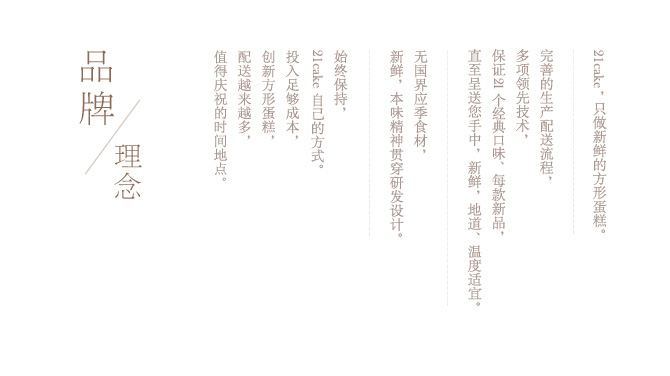 品牌
理念
21cake，只做新鲜的方形蛋糕。
完善的生产配送流程，
多项领先技术，
保证21个经典口味、每款新品，
直至呈送您手中，新鲜，地道、温度适宜。
无国界应季食材，
新鲜，本味精神贯穿研发设计。
始终保持，
21cake 自己的方式。
投入足够成本，
创新方形蛋糕，
配送越来越多，
值得庆祝的时间地点。